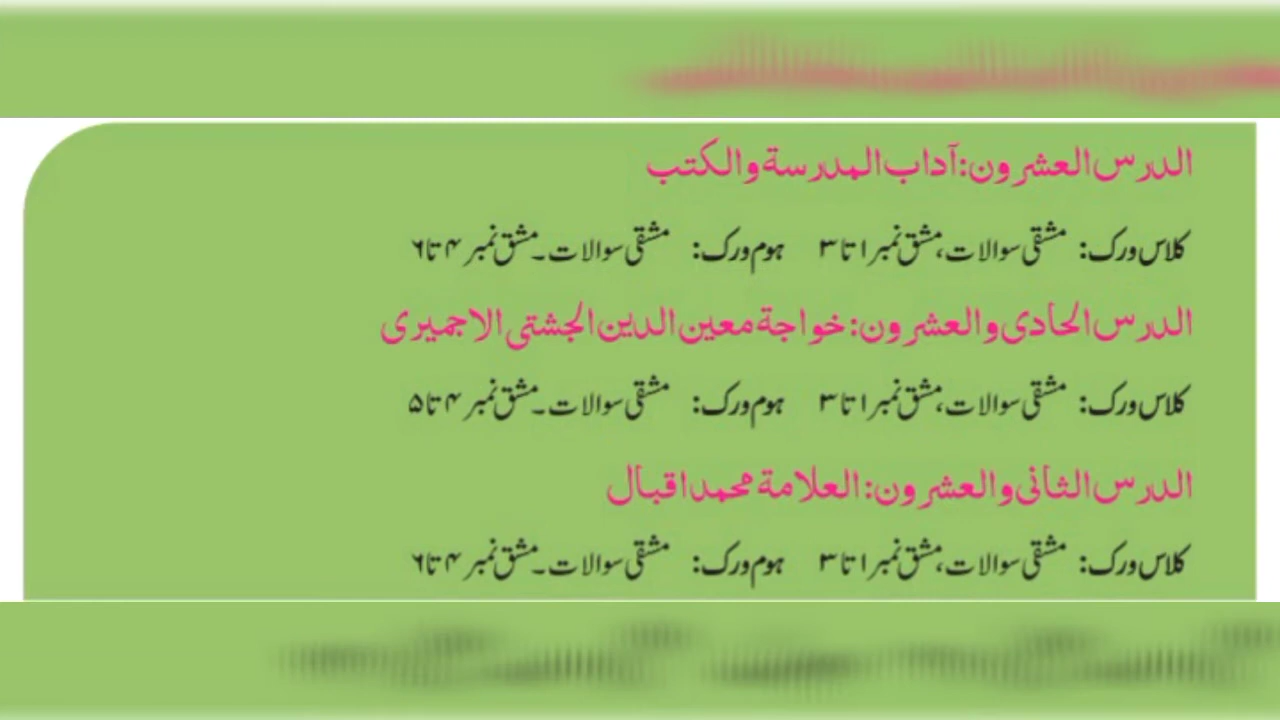 الدرس العشرون: آداب المدرسة والكتب
کلاس ورک: مشقی سوالات، مشق نمبر ۱ تا ۳ ہوم ورک: مشقی سوالات۔ مشق نمبر ۴ تا ۶
الدرس الحادی والعشرون: خواجة معین الدین الجشتی الاجمیری
کلاس ورک: مشقی سوالات، مشق نمبر ۱ تا ۳ ہوم ورک: مشقی سوالات۔ مشق نمبر ۴ تا ۵
الدرس الثانی والعشرون: العلامة محمد اقبال
کلاس ورک: مشقی سوالات، مشق نمبر ۱ تا ۳ ہوم ورک: مشقی سوالات۔ مشق نمبر ۴ تا ۶